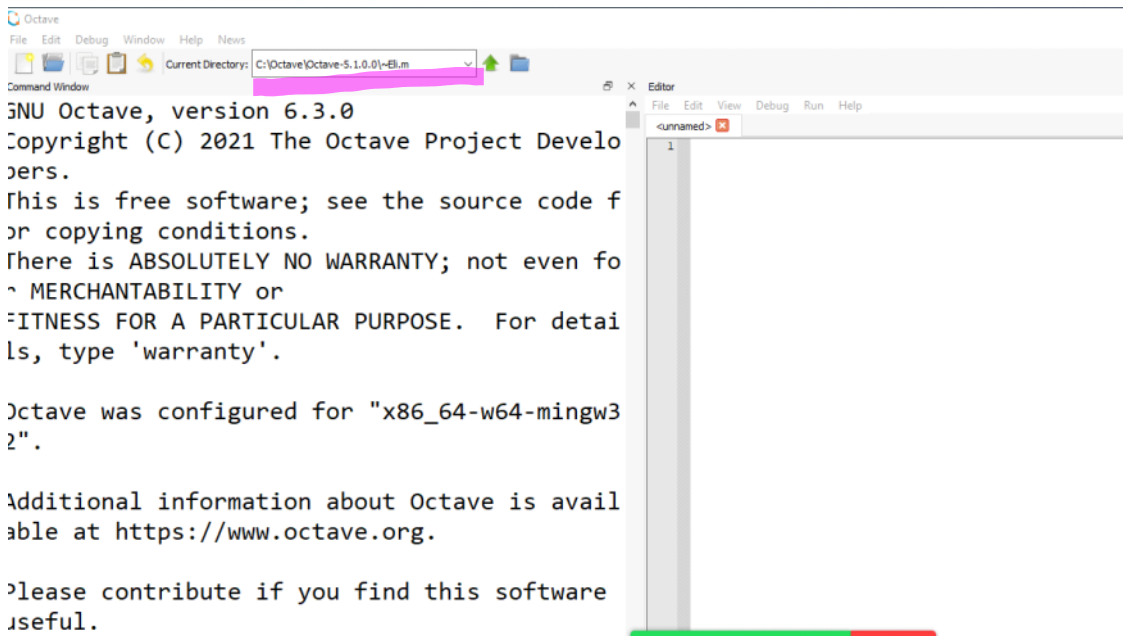 Octave
File Edit Debug Window Help News
Current Directory: C:\Octave\Octave-5.1.0.0\~Eli.m
Command Window
Editor
GNU Octave, version 6.3.0
File Edit View Debug Run Help
Copyright (C) 2021 The Octave Project Develo
<unnamed>
pers.
1
This is free software; see the source code f
or copying conditions.
There is ABSOLUTELY NO WARRANTY; not even fo
r MERCHANTABILITY or
FITNESS FOR A PARTICULAR PURPOSE.  For detai
ls, type 'warranty'.
Octave was configured for "x86_64-w64-mingw3
2".
Additional information about Octave is avail
able at https://www.octave.org.
Please contribute if you find this software
useful.